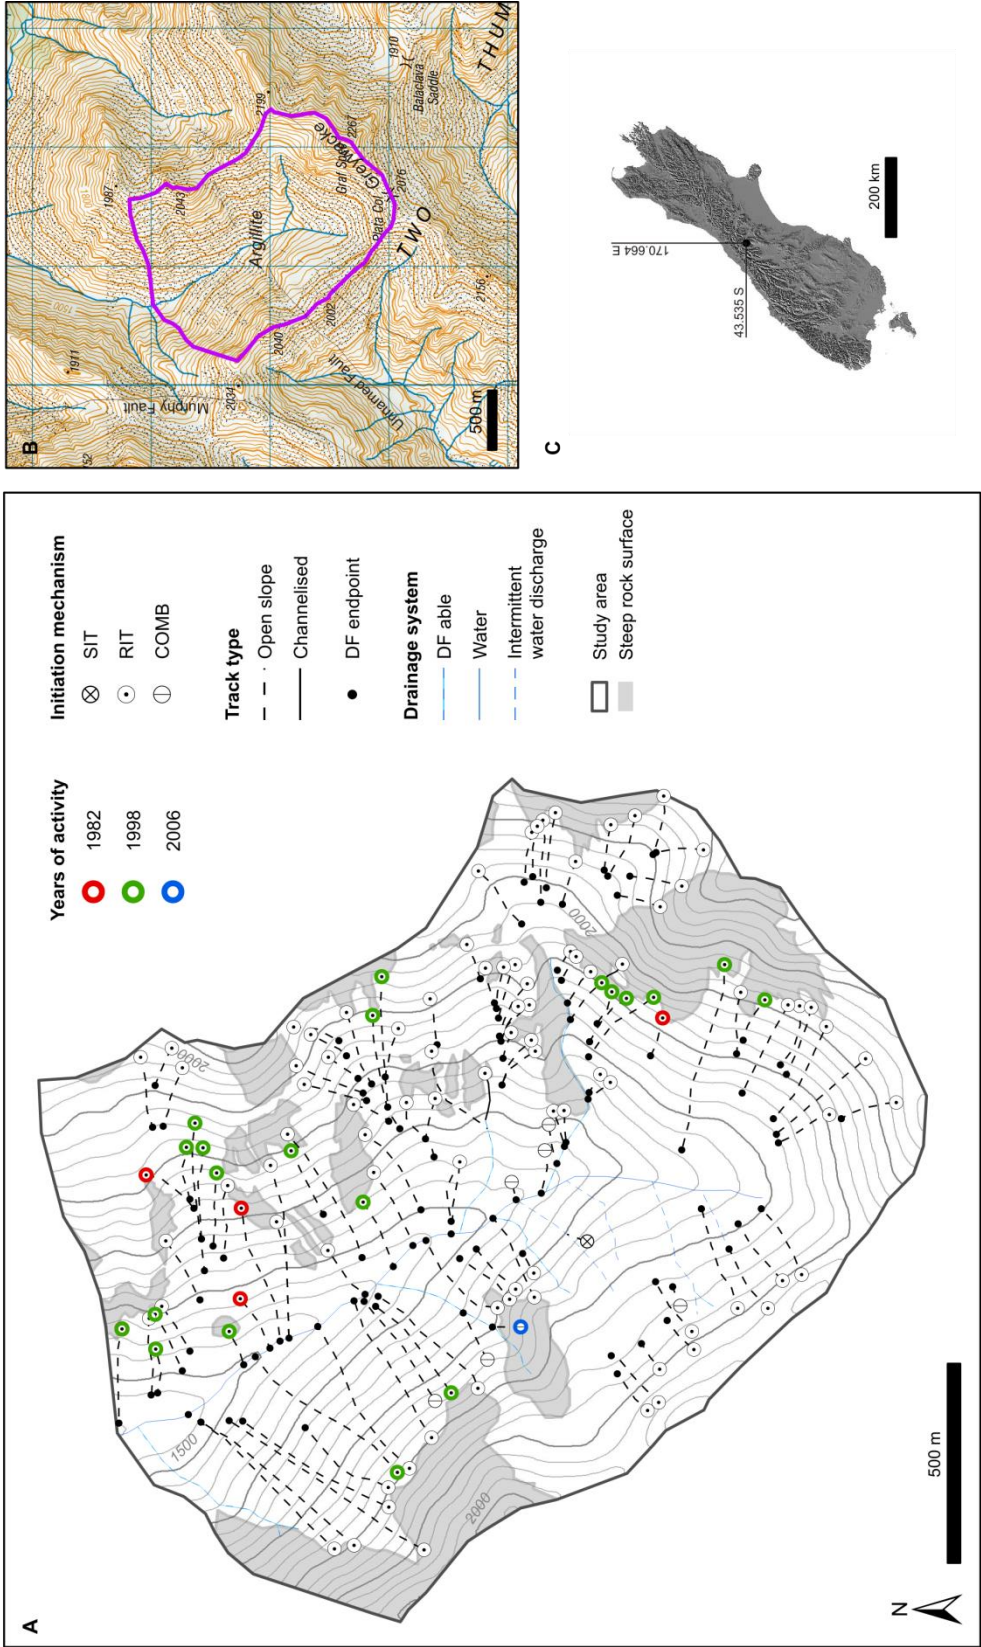 A
Years of activity
1982
1998
2006
Initiation mechanism
SIT
RIT
COMB
Track type
Open slope
Channelised
DF endpoint
Drainage system
DF able
Water
Intermittent
water discharge
Study area
Steep rock surface
2000
2000
1500
2000
N
500 m
B
1911
1987
2043
2199
1910
Murphy Fault
2034
2040
2002
Argillite
Greywacke
2267
2076
Balaclava
Saddle
Unnamed Fault
2156
TWO
THUM
500 m
C
170.664 E
43.535 S
200 km